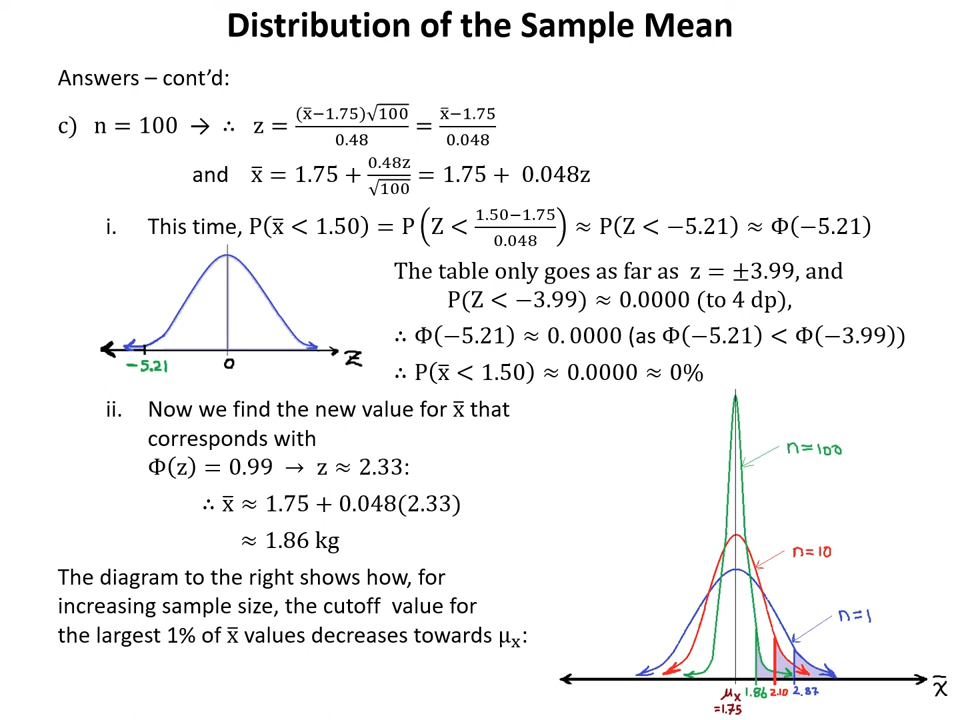 Distribution of the Sample Mean
Answers – cont'd:
c) n = 100 → ∴ z = (x̄−1.75)√100 / 0.48 = x̄−1.75 / 0.048
and x̄ = 1.75 + 0.48z / √100 = 1.75 + 0.048z
i. This time, P(x̄ < 1.50) = P(Z < 1.50−1.75 / 0.048) ≈ P(Z < −5.21) ≈ Φ(−5.21)
The table only goes as far as z = ±3.99, and
P(Z < −3.99) ≈ 0.0000 (to 4 dp),
∴ Φ(−5.21) ≈ 0.0000 (as Φ(−5.21) < Φ(−3.99))
∴ P(x̄ < 1.50) ≈ 0.0000 ≈ 0%
−5.21 0 Z
ii. Now we find the new value for x̄ that
corresponds with
Φ(z) = 0.99 → z ≈ 2.33:
∴ x̄ ≈ 1.75 + 0.048(2.33)
≈ 1.86 kg
The diagram to the right shows how, for
increasing sample size, the cutoff value for
the largest 1% of x̄ values decreases towards μₓ:
n=100
n=10
n=1
μₓ 1.86 2.10 2.87 x̄
=1.75